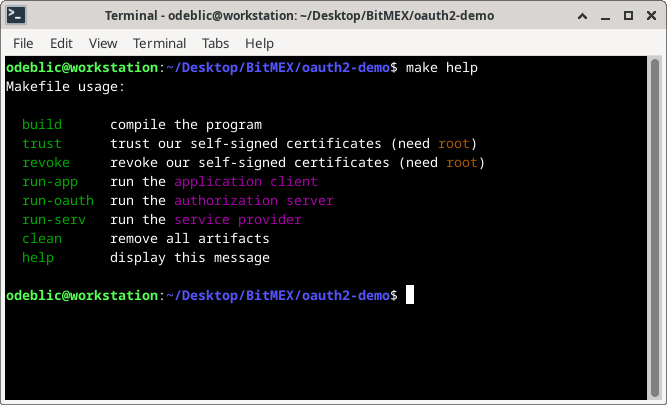 Terminal - odeblic@workstation: ~/Desktop/BitMEX/oauth2-demo
File Edit View Terminal Tabs Help
odeblic@workstation:~/Desktop/BitMEX/oauth2-demo$ make help
Makefile usage:
build compile the program
trust trust our self-signed certificates (need root)
revoke revoke our self-signed certificates (need root)
run-app run the application client
run-oauth run the authorization server
run-serv run the service provider
clean remove all artifacts
help display this message
odeblic@workstation:~/Desktop/BitMEX/oauth2-demo$